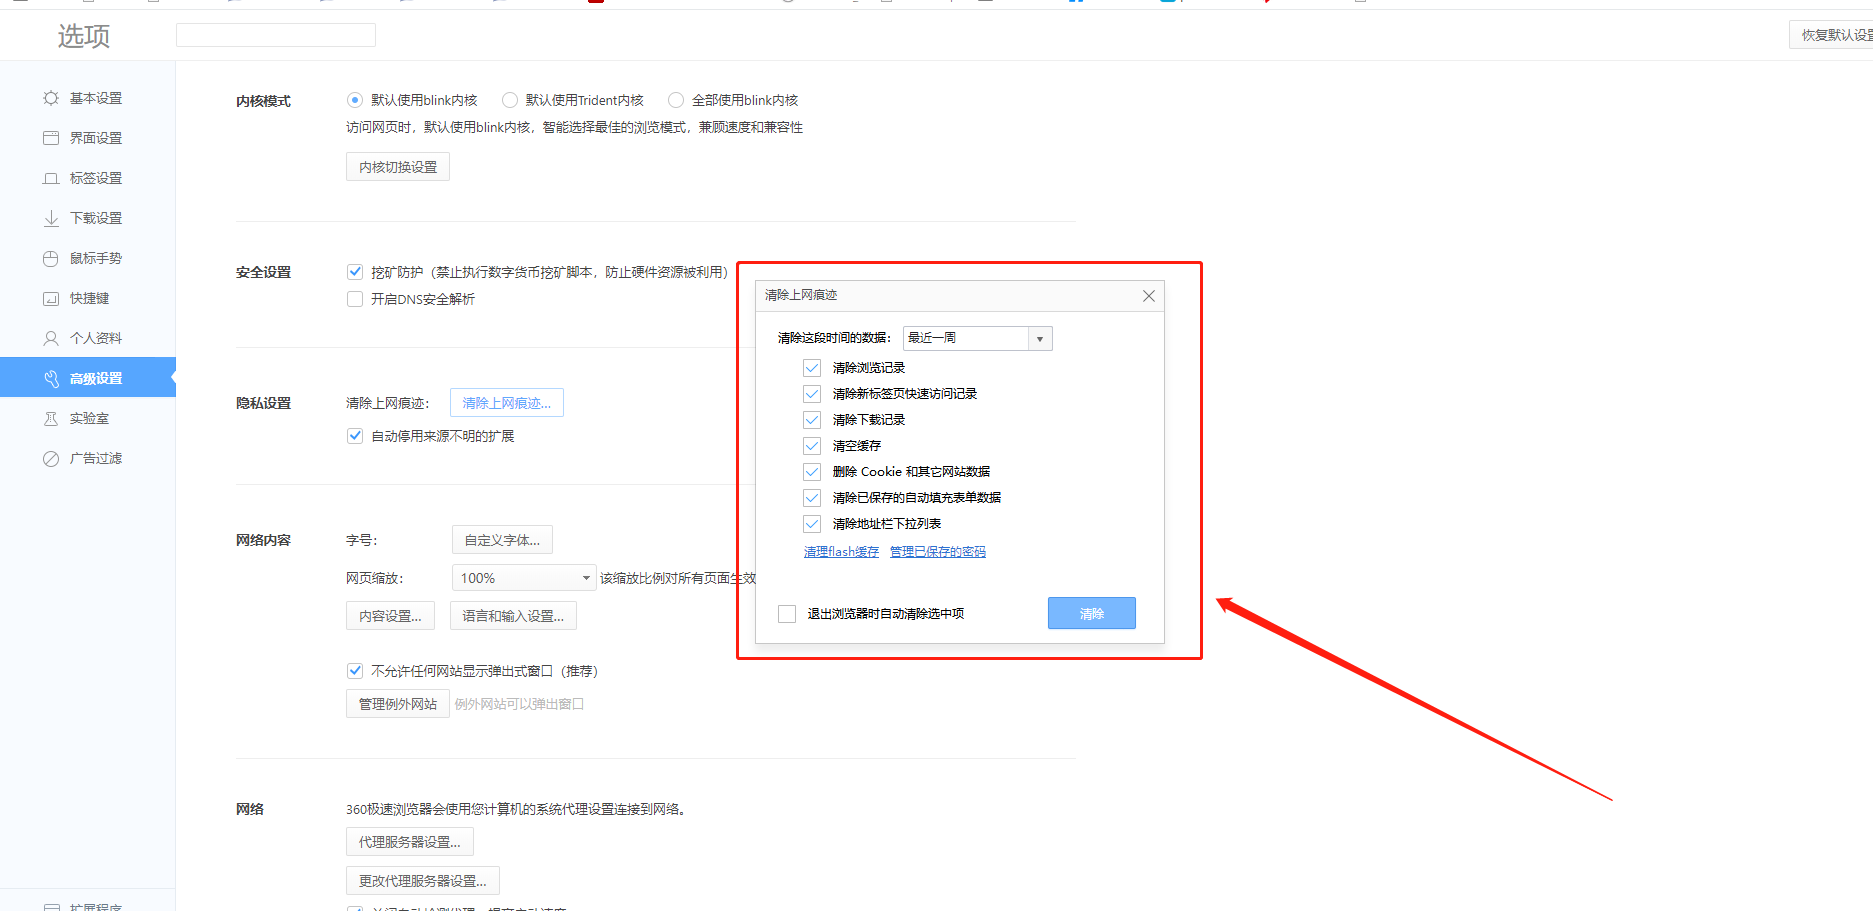 选项
恢复默认设置
基本设置
界面设置
标签设置
下载设置
鼠标手势
快捷键
个人资料
高级设置
实验室
广告过滤
扩展程序
内核模式
默认使用blink内核 默认使用Trident内核 全部使用blink内核
访问网页时，默认使用blink内核，智能选择最佳的浏览模式，兼顾速度和兼容性
内核切换设置
安全设置
挖矿防护（禁止执行数字货币挖矿脚本，防止硬件资源被利用）
开启DNS安全解析
隐私设置
清除上网痕迹： 清除上网痕迹...
自动停用来源不明的扩展
网络内容
字号： 自定义字体...
网页缩放： 100% 该缩放比例对所有页面生效
内容设置... 语言和输入设置...
不允许任何网站显示弹出式窗口（推荐）
管理例外网站 例外网站可以弹出窗口
网络
360极速浏览器会使用您计算机的系统代理设置连接到网络。
代理服务器设置...
更改代理服务器设置...
清除上网痕迹
清除这段时间的数据： 最近一周
清除浏览记录
清除新标签页快速访问记录
清除下载记录
清空缓存
删除 Cookie 和其它网站数据
清除已保存的自动填充表单数据
清除地址栏下拉列表
清理flash缓存 管理已保存的密码
退出浏览器时自动清除选中项 清除